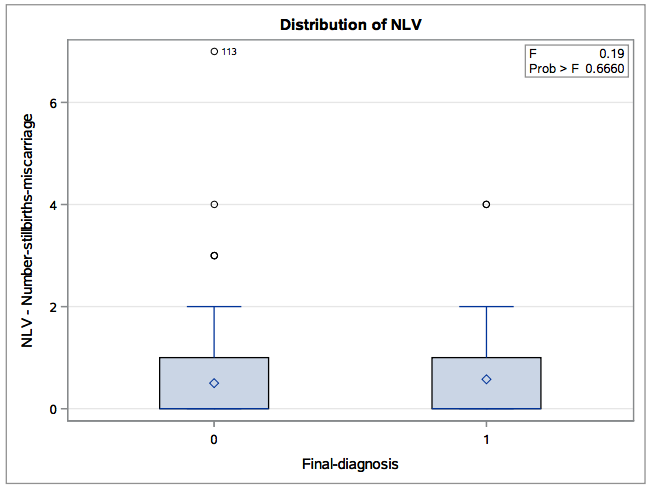 Distribution of NLV
113
F 0.19
Prob > F 0.6660
6
4
2
0
NLV - Number-stilbirths-miscarriage
0 1
Final-diagnosis